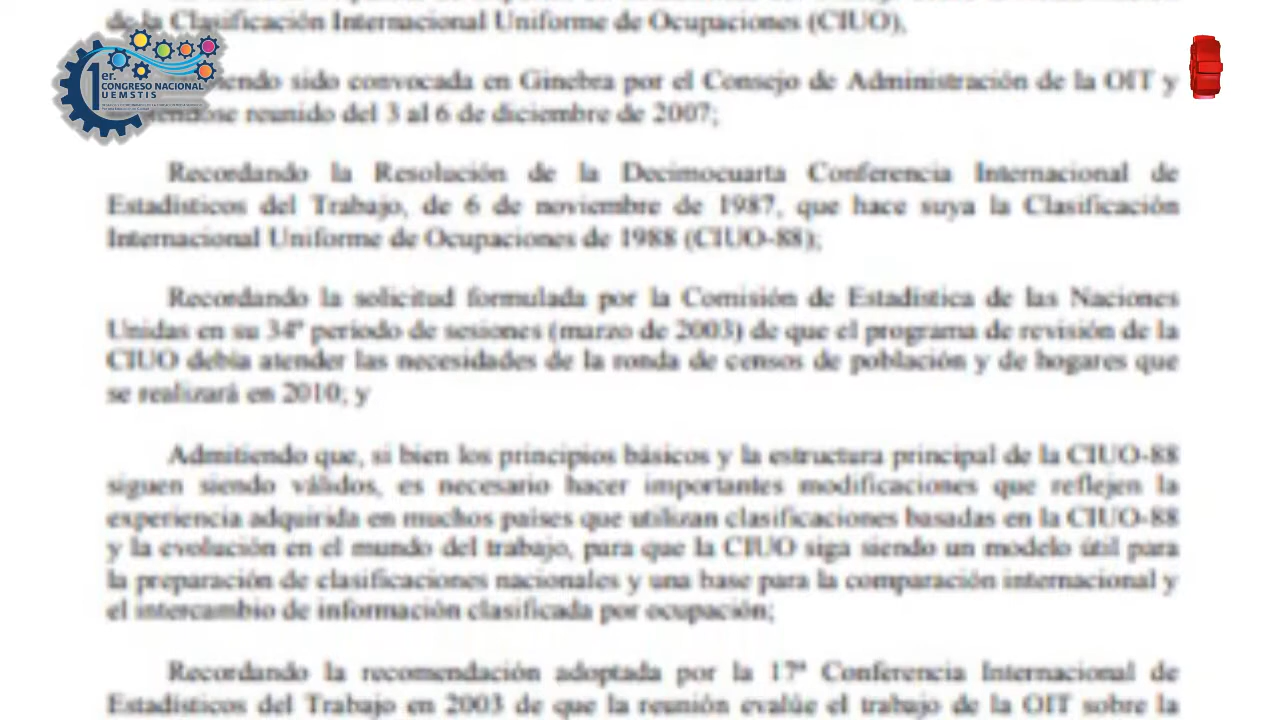 de la Clasificación Internacional Uniforme de Ocupaciones (CIUO),
sido convocada en Ginebra por el Consejo de Administración de la OIT y
reunido del 3 al 6 de diciembre de 2007;
1er.
CONGRESO NACIONAL
UEMSTIS
Recordando la Resolución de la Decimocuarta Conferencia Internacional de
Estadísticos del Trabajo, de 6 de noviembre de 1987, que hace suya la Clasificación
Internacional Uniforme de Ocupaciones de 1988 (CIUO-88);
Recordando la solicitud formulada por la Comisión de Estadística de las Naciones
Unidas en su 34º período de sesiones (marzo de 2003) de que el programa de revisión de la
CIUO debía atender las necesidades de la ronda de censos de población y de hogares que
se realizará en 2010; y
Admitiendo que, si bien los principios básicos y la estructura principal de la CIUO-88
siguen siendo válidos, es necesario hacer importantes modificaciones que reflejen la
experiencia adquirida en muchos países que utilizan clasificaciones basadas en la CIUO-88
y la evolución en el mundo del trabajo, para que la CIUO siga siendo un modelo útil para
la preparación de clasificaciones nacionales y una base para la comparación internacional y
el intercambio de información clasificada por ocupación;
Recordando la recomendación adoptada por la 17ª Conferencia Internacional de
Estadísticos del Trabajo en 2003 de que la reunión evalúe el trabajo de la OIT sobre la